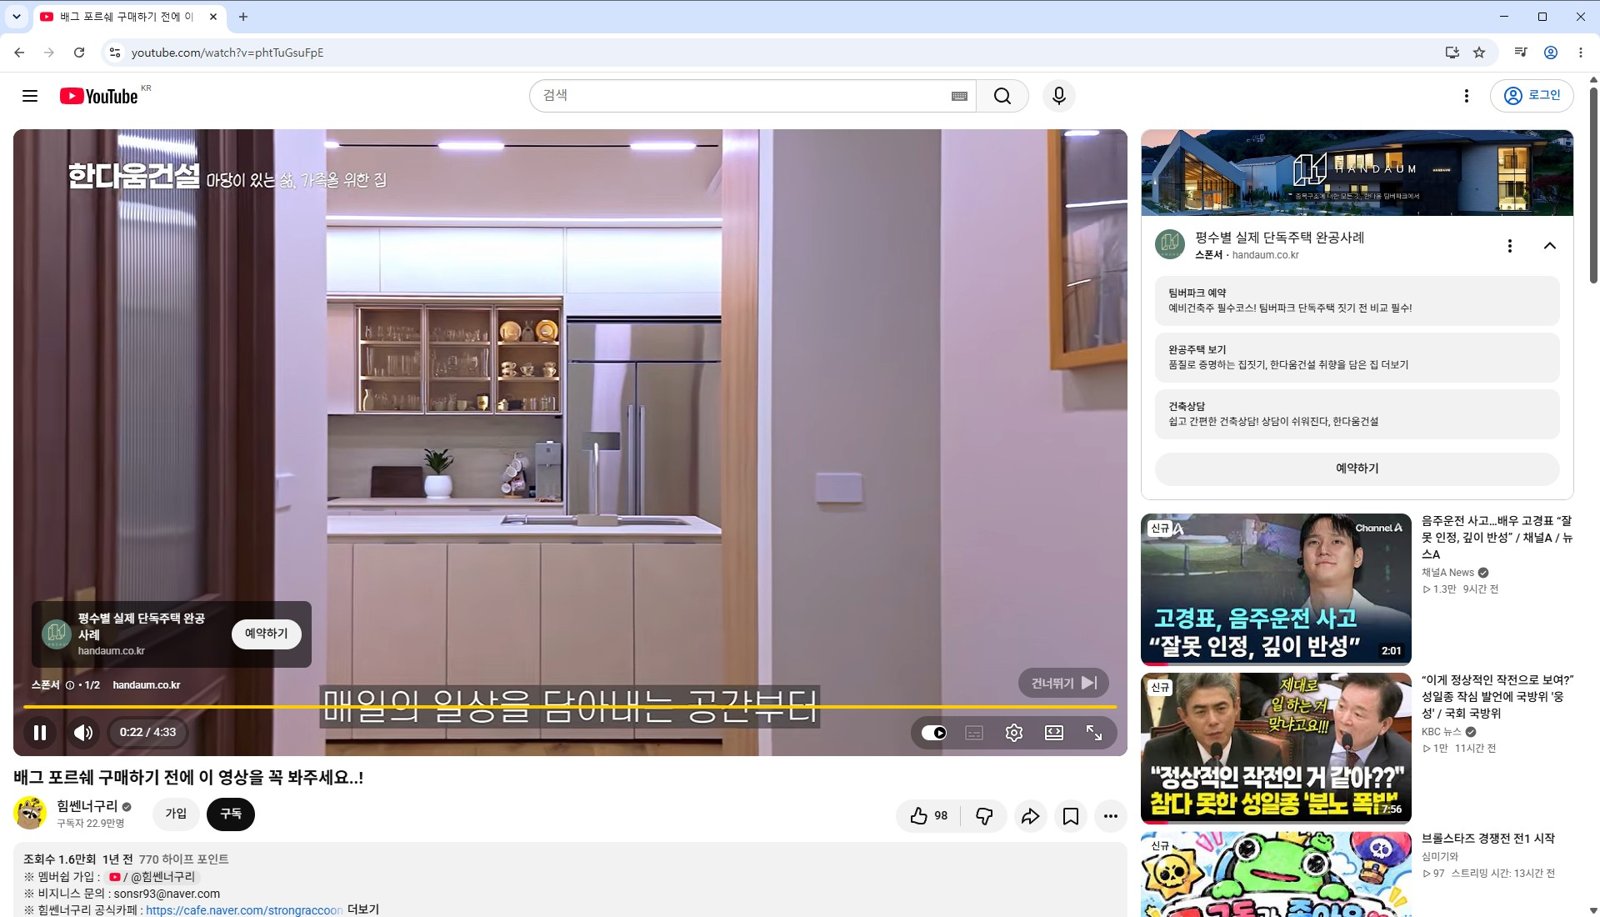 배그 포르쉐 구매하기 전에 이
youtube.com/watch?v=phtTuGsuFpE
YouTube KR
검색
로그인
한다움건설 마당이 있는 삶, 가족을 위한 집
평수별 실제 단독주택 완공
사례
handaum.co.kr
예약하기
스폰서 · 1/2 handaum.co.kr
건너뛰기
매일의 일상을 담아내는 공간부터
0:22 / 4:33
배그 포르쉐 구매하기 전에 이 영상을 꼭 봐주세요..!
힘쎈너구리
구독자 22.9만명
가입
구독
98
조회수 1.6만회 1년 전 770 하이프 포인트
※ 멤버쉽 가입 : / @힘쎈너구리
※ 비지니스 문의 : sonsr93@naver.com
※ 힘쎈너구리 공식카페 : https://cafe.naver.com/strongraccoon 더보기
HANDAUM
평수별 실제 단독주택 완공사례
스폰서 · handaum.co.kr
팀버파크 예약
예비건축주 필수코스! 팀버파크 단독주택 짓기 전 비교 필수!
완공주택 보기
품질로 증명하는 집짓기, 한다움건설 취향을 담은 집 더보기
건축상담
쉽고 간편한 건축상담! 상담이 쉬워진다, 한다움건설
예약하기
신규
Channel A
고경표, 음주운전 사고
“잘못 인정, 깊이 반성”
2:01
음주운전 사고…배우 고경표 “잘
못 인정, 깊이 반성” / 채널A / 뉴
스A
채널A News
1.3만 9시간 전
신규
제대로
일 하는 거
맞냐고요!!!
“정상적인 작전인 거 같아??”
참다 못한 성일종 '분노 폭발'
7:56
“이게 정상적인 작전으로 보여?”
성일종 작심 발언에 국방위 '웅
성' / 국회 국방위
KBC 뉴스
1만 11시간 전
신규
브롤스타즈 경쟁전 전1 시작
심미기와
97 스트리밍 시간: 13시간 전